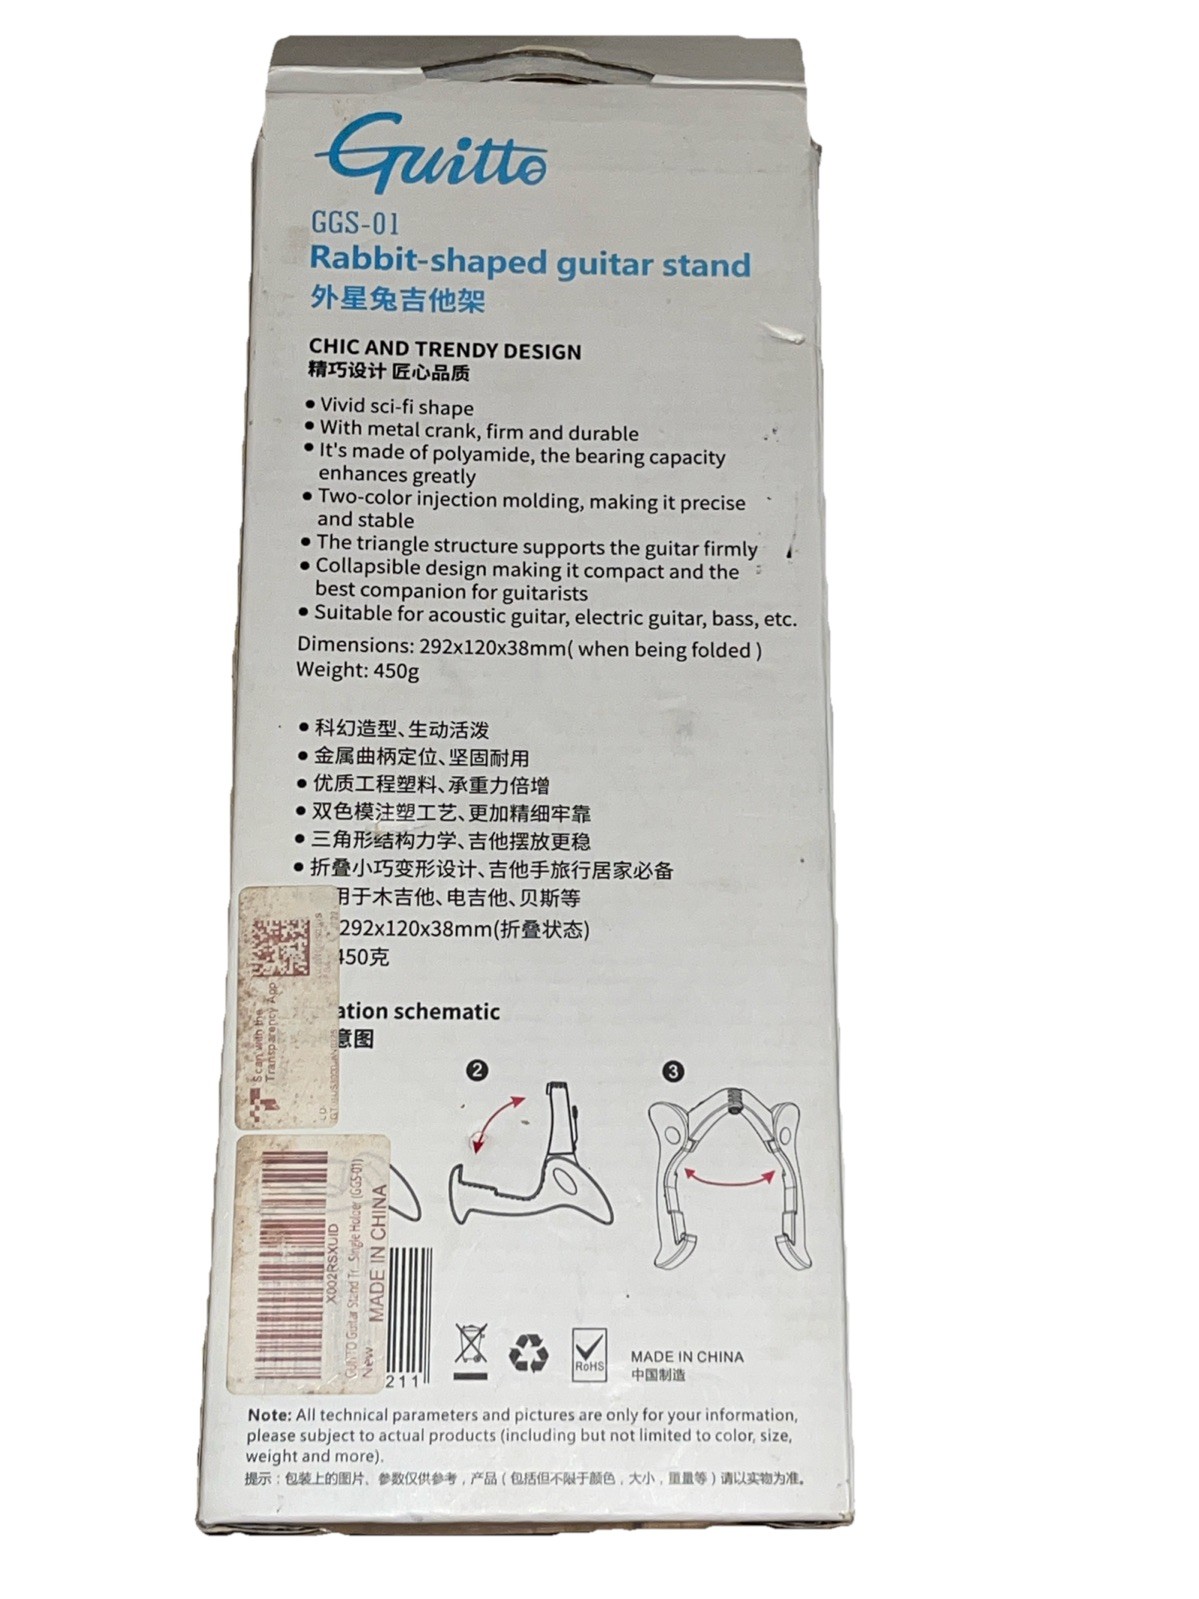 Guitto
GGS-01
Rabbit-shaped guitar stand
外星兔吉他架
CHIC AND TRENDY DESIGN
精巧设计 匠心品质
• Vivid sci-fi shape
• With metal crank, firm and durable
• It's made of polyamide, the bearing capacity
enhances greatly
• Two-color injection molding, making it precise
and stable
• The triangle structure supports the guitar firmly
• Collapsible design making it compact and the
best companion for guitarists
• Suitable for acoustic guitar, electric guitar, bass, etc.
Dimensions: 292x120x38mm( when being folded )
Weight: 450g
• 科幻造型、生动活泼
• 金属曲柄定位、坚固耐用
• 优质工程塑料、承重力倍增
• 双色模注塑工艺、更加精细牢靠
• 三角形结构力学、吉他摆放更稳
• 折叠小巧变形设计、吉他手旅行居家必备
用于木吉他、电吉他、贝斯等
292x120x38mm(折叠状态)
450克
ation schematic
意图
Scan with the
Transparency App
2
3
X002RSXUID
GUITTO Guitar Stand Tr...Single Holder (GGS-01)
New
MADE IN CHINA
211
RoHS
MADE IN CHINA
中国制造
Note: All technical parameters and pictures are only for your information,
please subject to actual products (including but not limited to color, size,
weight and more).
提示：包装上的图片、参数仅供参考，产品（包括但不限于颜色，大小，重量等）请以实物为准。